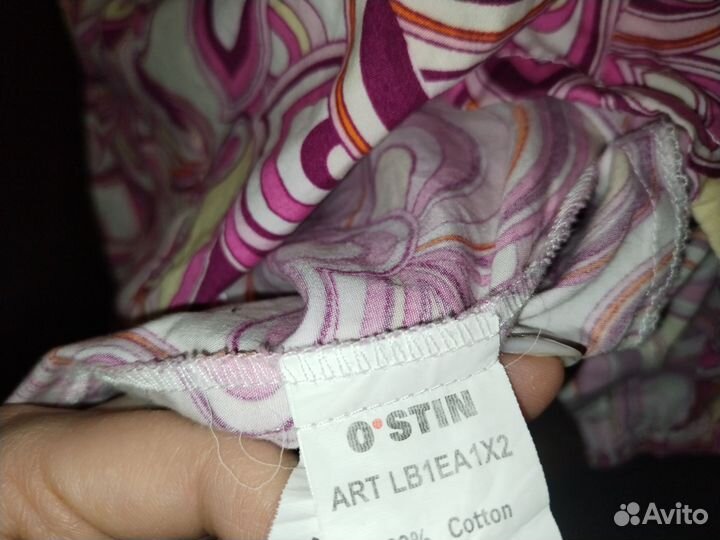 O·STIN
ART LB1EA1X2
Cotton
Avito